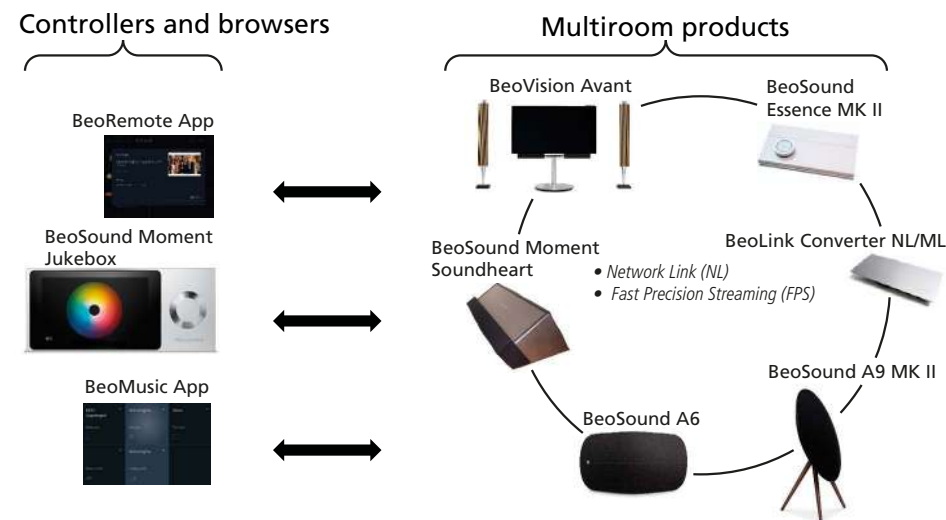 Controllers and browsers
Multiroom products
BeoRemote App
BeoSound Moment
Jukebox
BeoMusic App
BeoVision Avant
BeoSound
Essence MK II
BeoLink Converter NL/ML
BeoSound Moment
Soundheart
• Network Link (NL)
• Fast Precision Streaming (FPS)
BeoSound A9 MK II
BeoSound A6